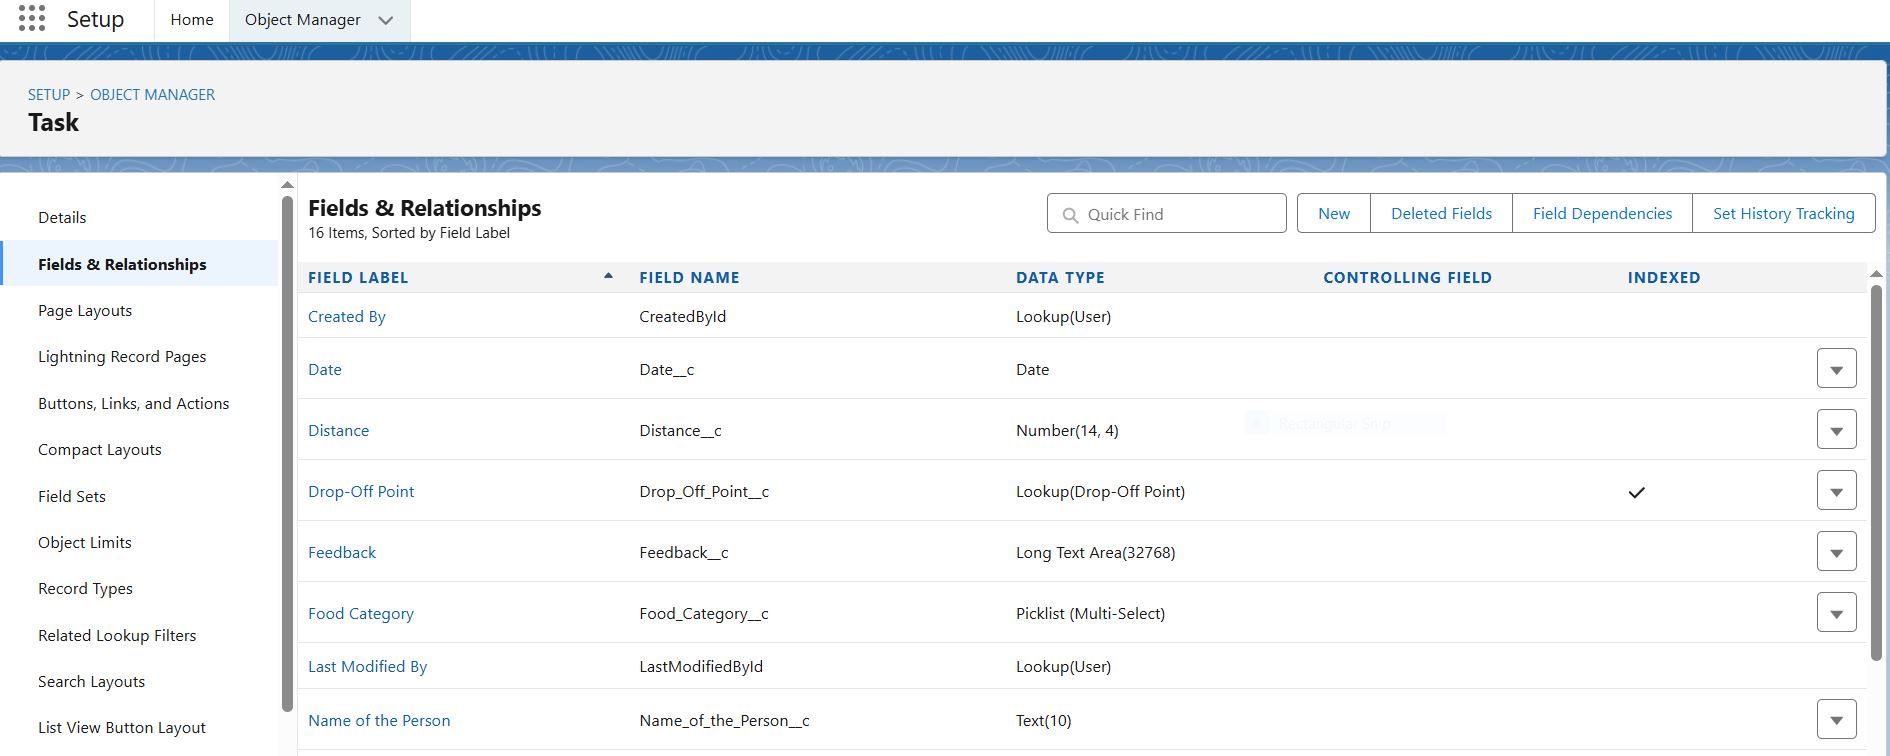 Setup
Home
Object Manager
SETUP > OBJECT MANAGER
Task
Details
Fields & Relationships
Page Layouts
Lightning Record Pages
Buttons, Links, and Actions
Compact Layouts
Field Sets
Object Limits
Record Types
Related Lookup Filters
Search Layouts
List View Button Layout
Fields & Relationships
16 Items, Sorted by Field Label
Quick Find
New
Deleted Fields
Field Dependencies
Set History Tracking
FIELD LABEL FIELD NAME DATA TYPE CONTROLLING FIELD INDEXED
Created By CreatedById Lookup(User)
Date Date__c Date
Distance Distance__c Number(14, 4)
Rectangular Snip
Drop-Off Point Drop_Off_Point__c Lookup(Drop-Off Point)
Feedback Feedback__c Long Text Area(32768)
Food Category Food_Category__c Picklist (Multi-Select)
Last Modified By LastModifiedById Lookup(User)
Name of the Person Name_of_the_Person__c Text(10)